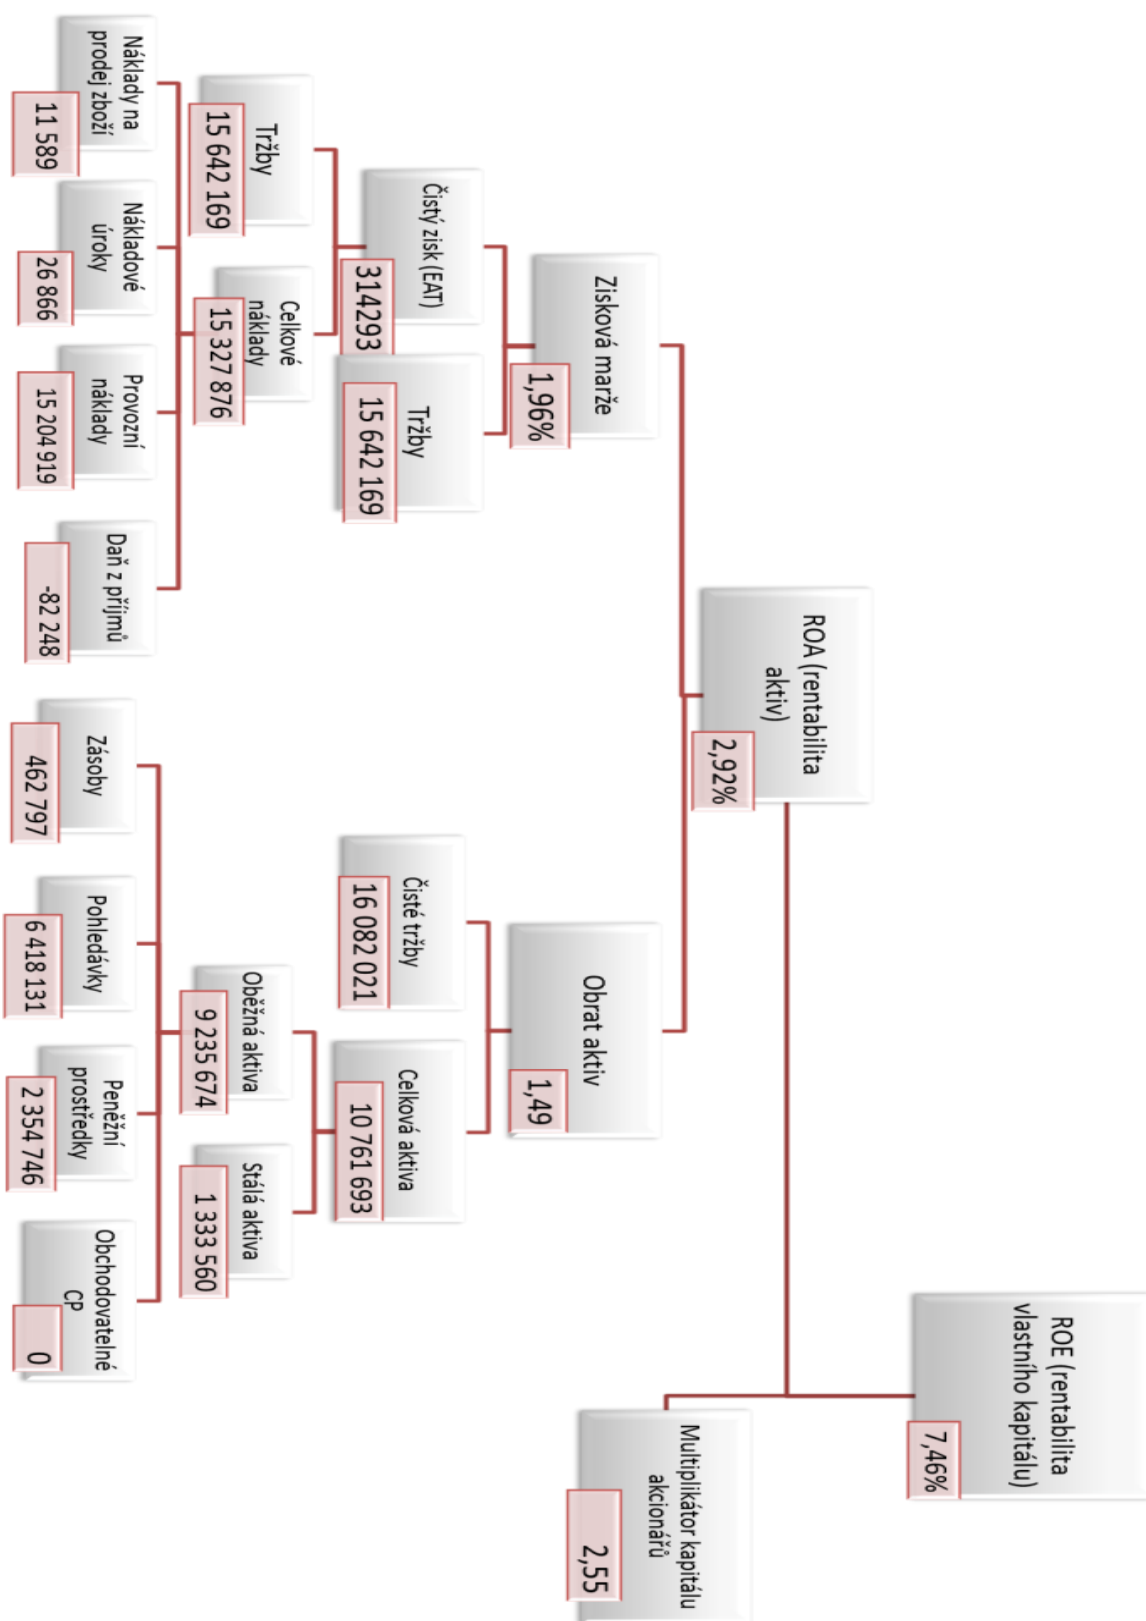 ROE (rentabilita
vlastního kapitálu)
7,46%
ROA (rentabilita
aktiv)
2,92%
Multiplikátor kapitálu
akcionářů
2,55
Zisková marže
1,96%
Obrat aktiv
1,49
Čistý zisk (EAT)
314293
Tržby
15 642 169
Čisté tržby
16 082 021
Celková aktiva
10 761 693
Tržby
15 642 169
Celkové
náklady
15 327 876
Oběžná aktiva
9 235 674
Stálá aktiva
1 333 560
Náklady na
prodej zboží
11 589
Nákladové
úroky
26 866
Provozní
náklady
15 204 919
Daň z příjmů
-82 248
Zásoby
462 797
Pohledávky
6 418 131
Peněžní
prostředky
2 354 746
Obchodovatelné
CP
0